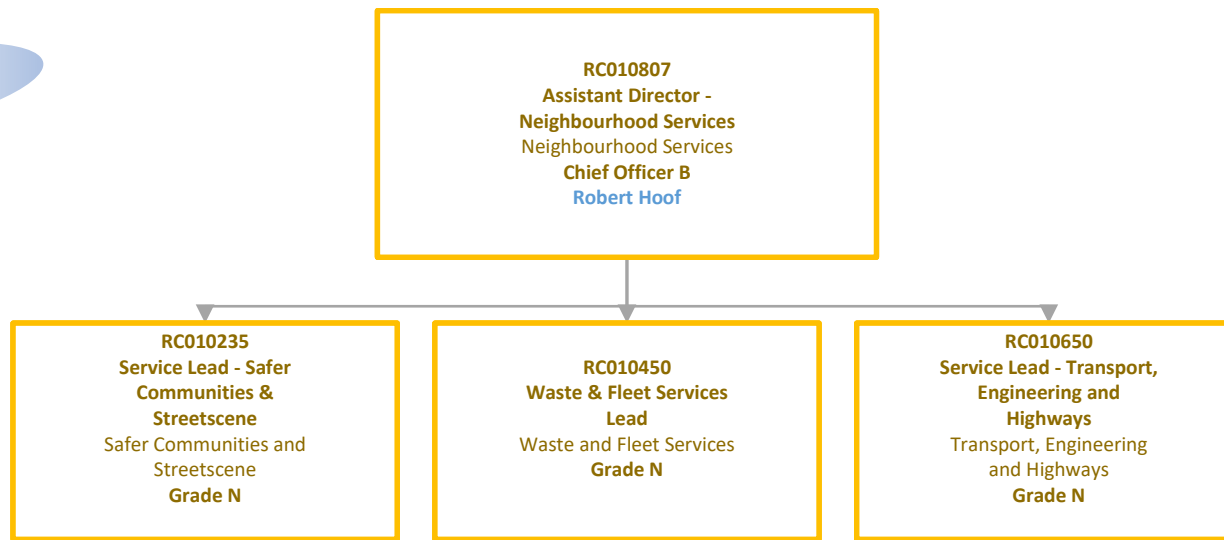 RC010807
Assistant Director -
Neighbourhood Services
Neighbourhood Services
Chief Officer B
Robert Hoof
RC010235
Service Lead - Safer
Communities &
Streetscene
Safer Communities and
Streetscene
Grade N
RC010450
Waste & Fleet Services
Lead
Waste and Fleet Services
Grade N
RC010650
Service Lead - Transport,
Engineering and
Highways
Transport, Engineering
and Highways
Grade N